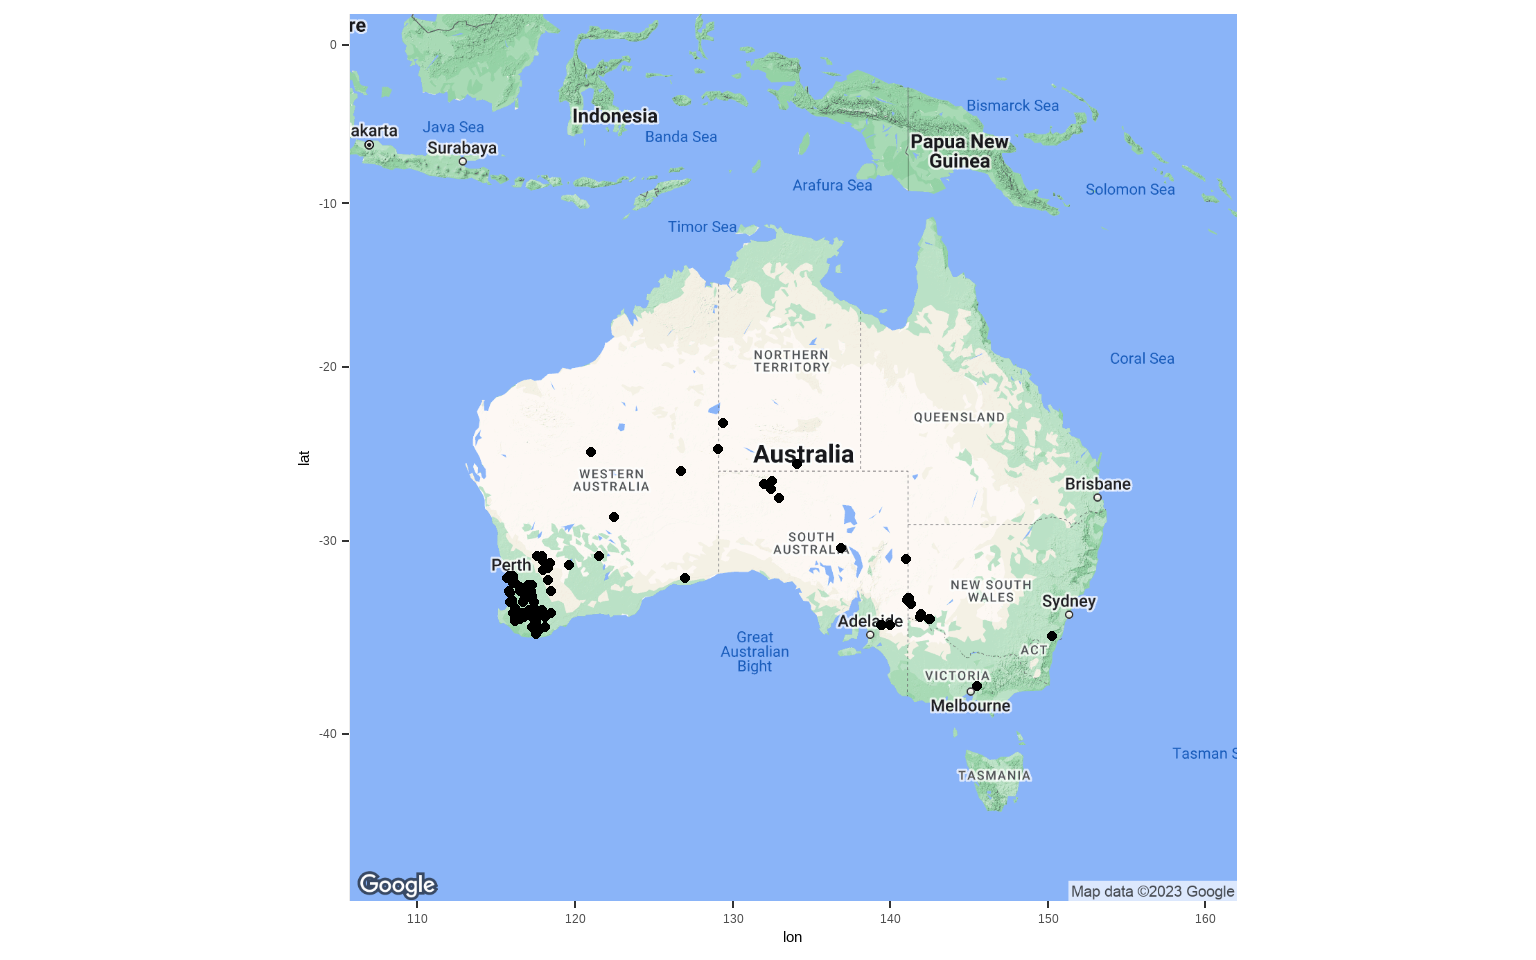 re
0
Bismarck Sea
Indonesia
Java Sea
akarta
Banda Sea
Papua New
Guinea
Surabaya
Arafura Sea
Solomon Sea
-10
Timor Sea
NORTHERN
TERRITORY
Coral Sea
-20
QUEENSLAND
lat
Australia
WESTERN
AUSTRALIA
Brisbane
-30
SOUTH
AUSTRALIA
Perth
NEW SOUTH
WALES
Sydney
Adelaide
Great
Australian
Bight
ACT
VICTORIA
Melbourne
-40
Tasman S
TASMANIA
Google
Map data ©2023 Google
110
120
130
140
150
160
lon